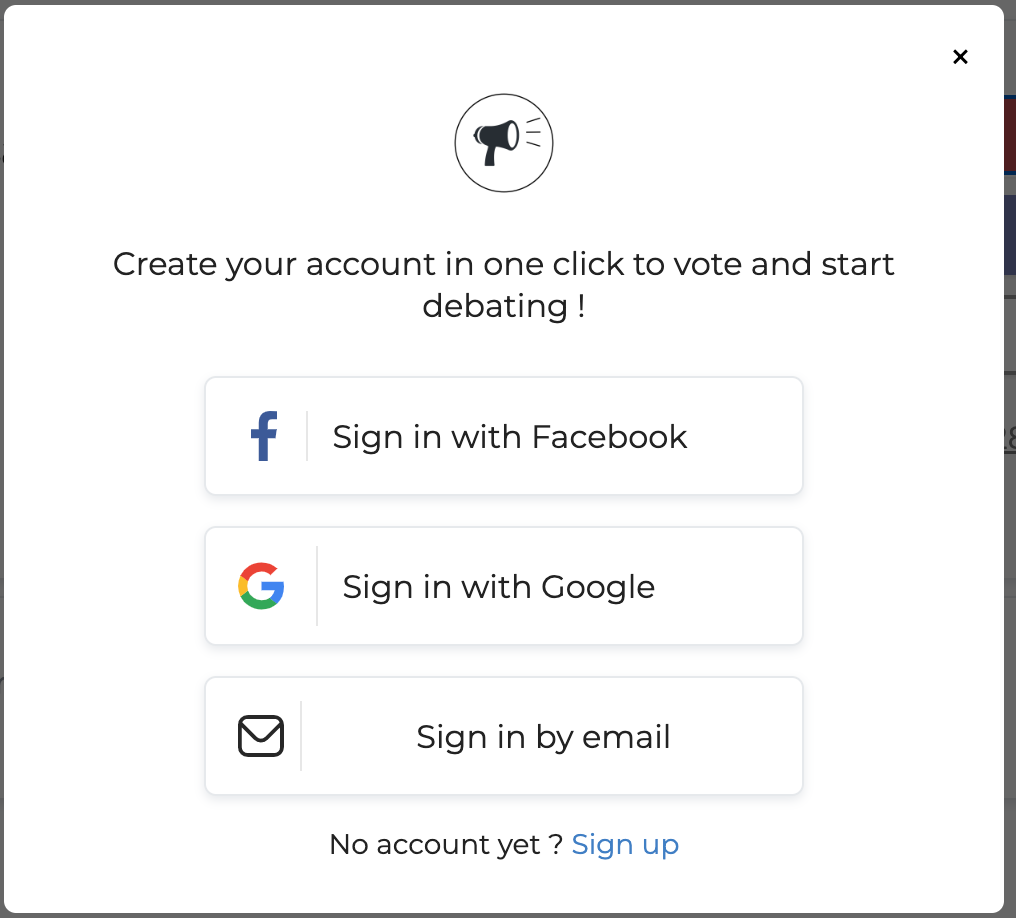 Create your account in one click to vote and start
debating !
Sign in with Facebook
Sign in with Google
Sign in by email
No account yet ? Sign up